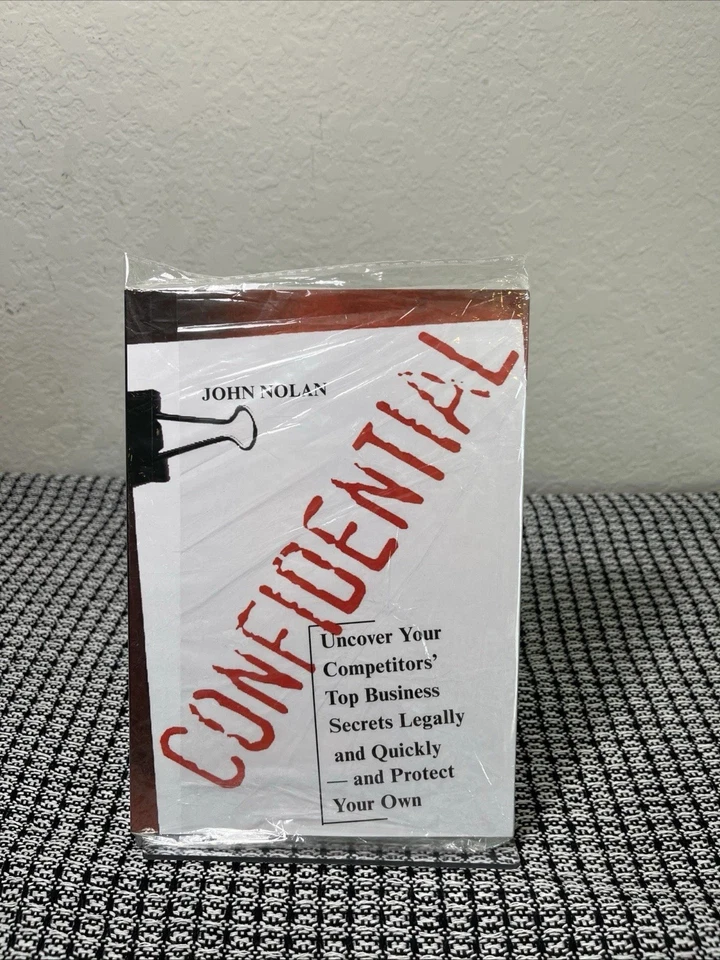 JOHN NOLAN
CONFIDENTIAL
Uncover Your
Competitors'
Top Business
Secrets Legally
and Quickly
— and Protect
Your Own